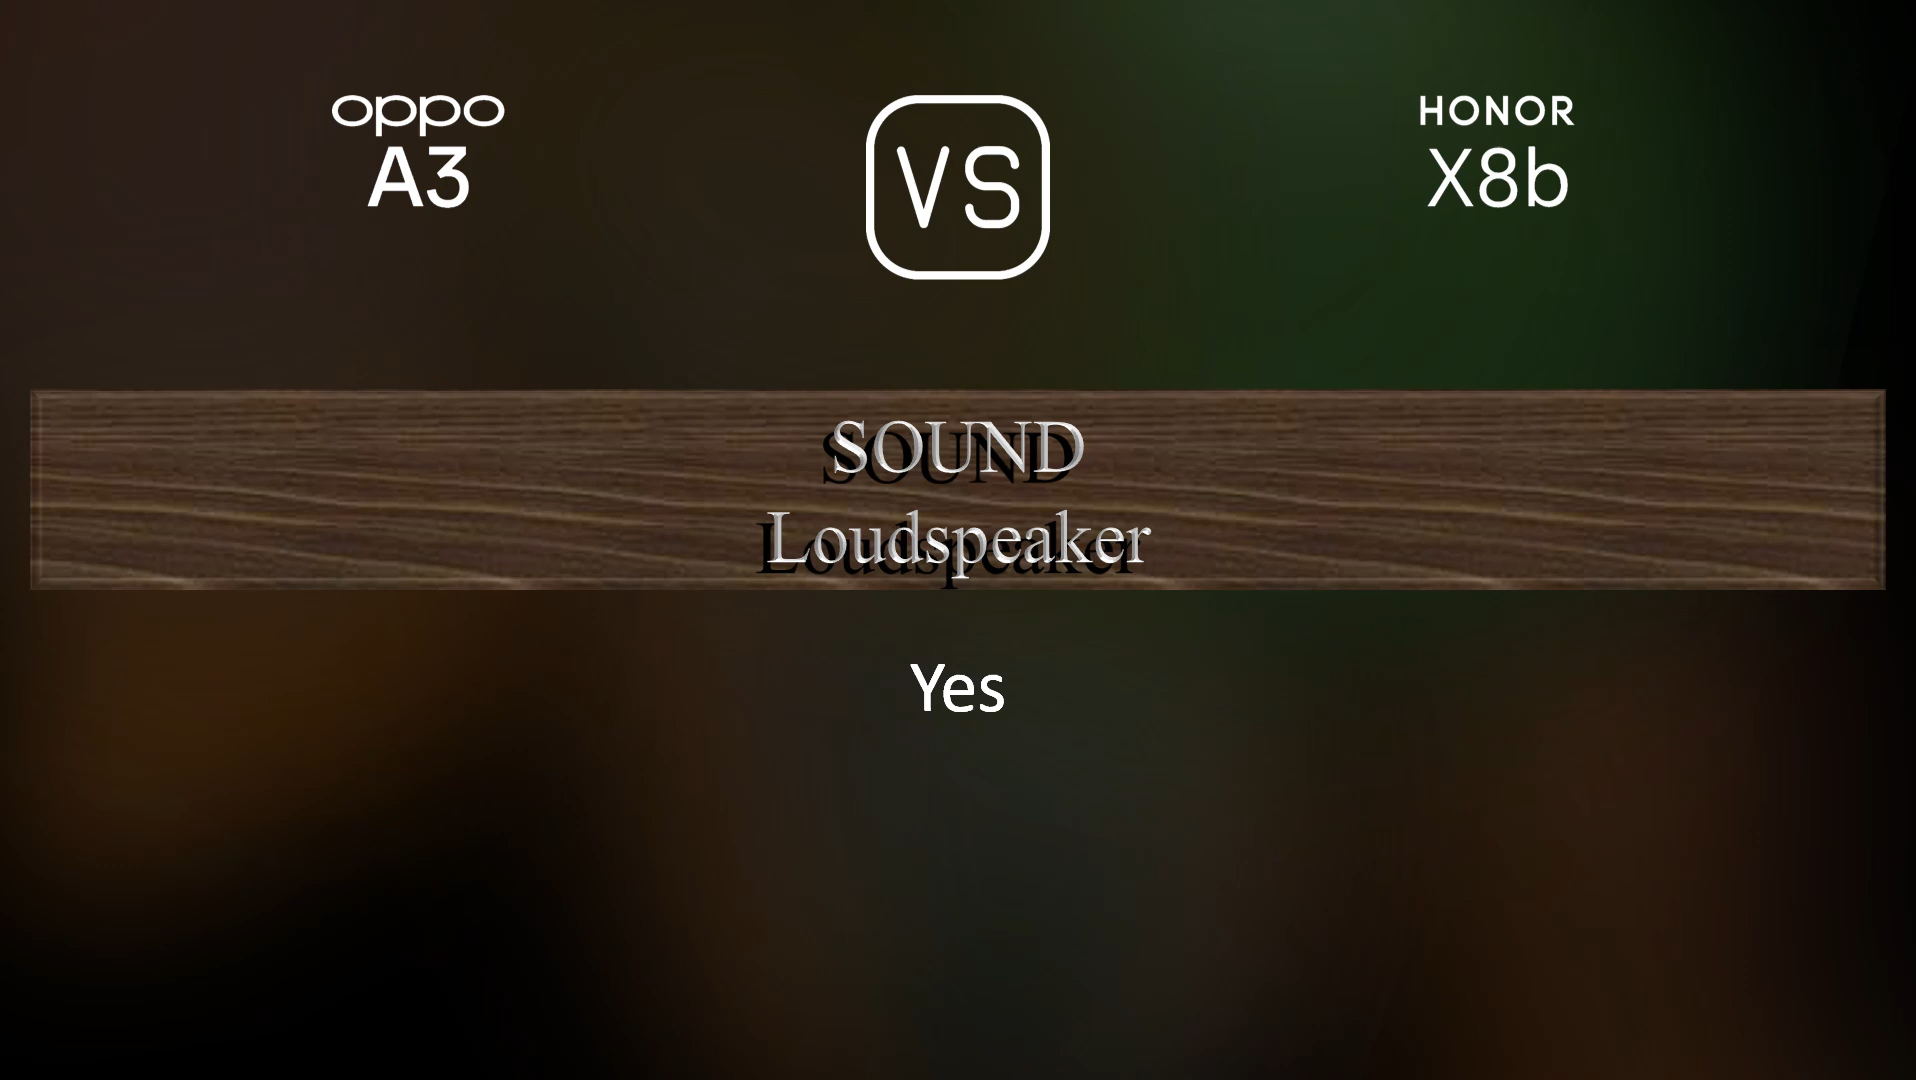 oppo
A3
VS
HONOR
X8b
SOUND
Loudspeaker
Yes